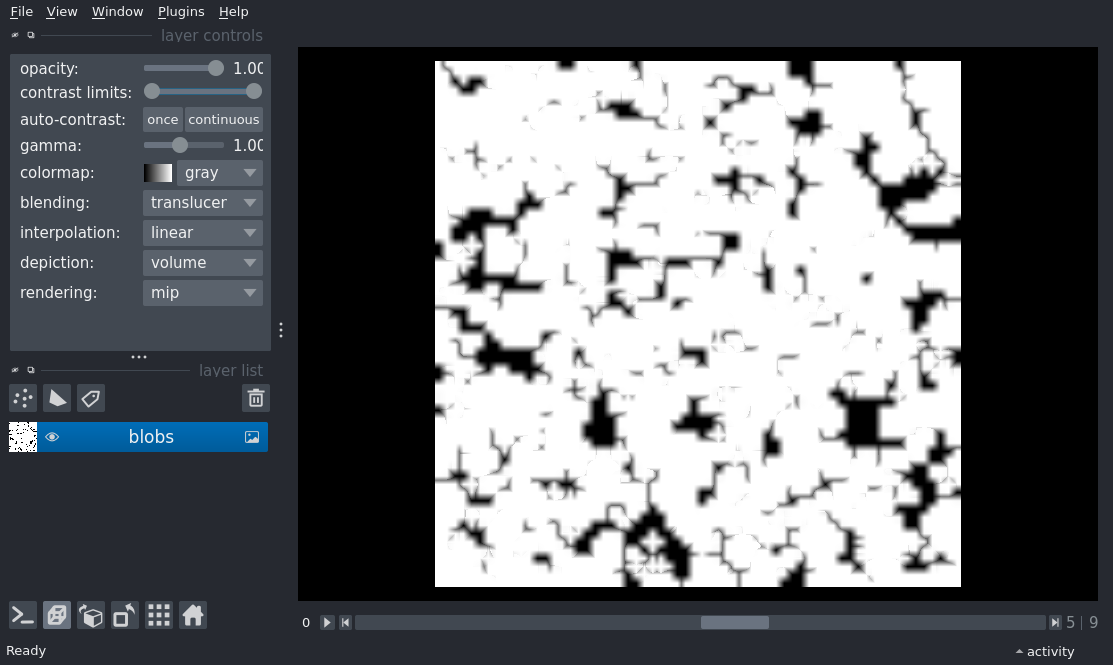 File View Window Plugins Help
layer controls
opacity: 1.00
contrast limits:
auto-contrast: once continuous
gamma: 1.00
colormap: gray
blending: translucer
interpolation: linear
depiction: volume
rendering: mip
layer list
blobs
0 5 | 9
Ready activity